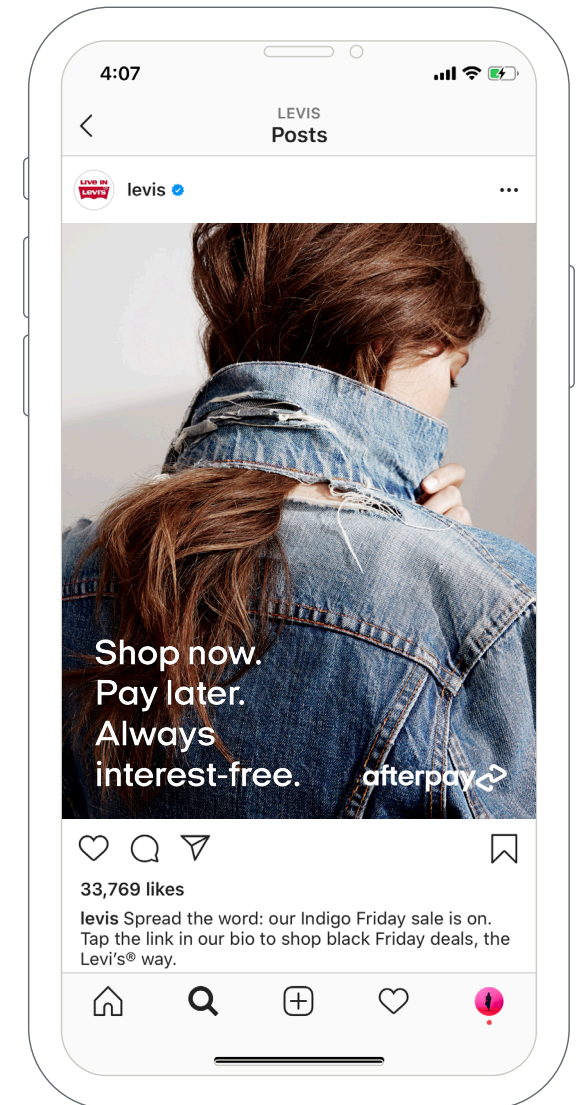 4:07
LEVIS
Posts
LIVE IN
LEVI'S
levis
Shop now.
Pay later.
Always
interest-free.
afterpay
33,769 likes
levis Spread the word: our Indigo Friday sale is on.
Tap the link in our bio to shop black Friday deals, the
Levi's® way.